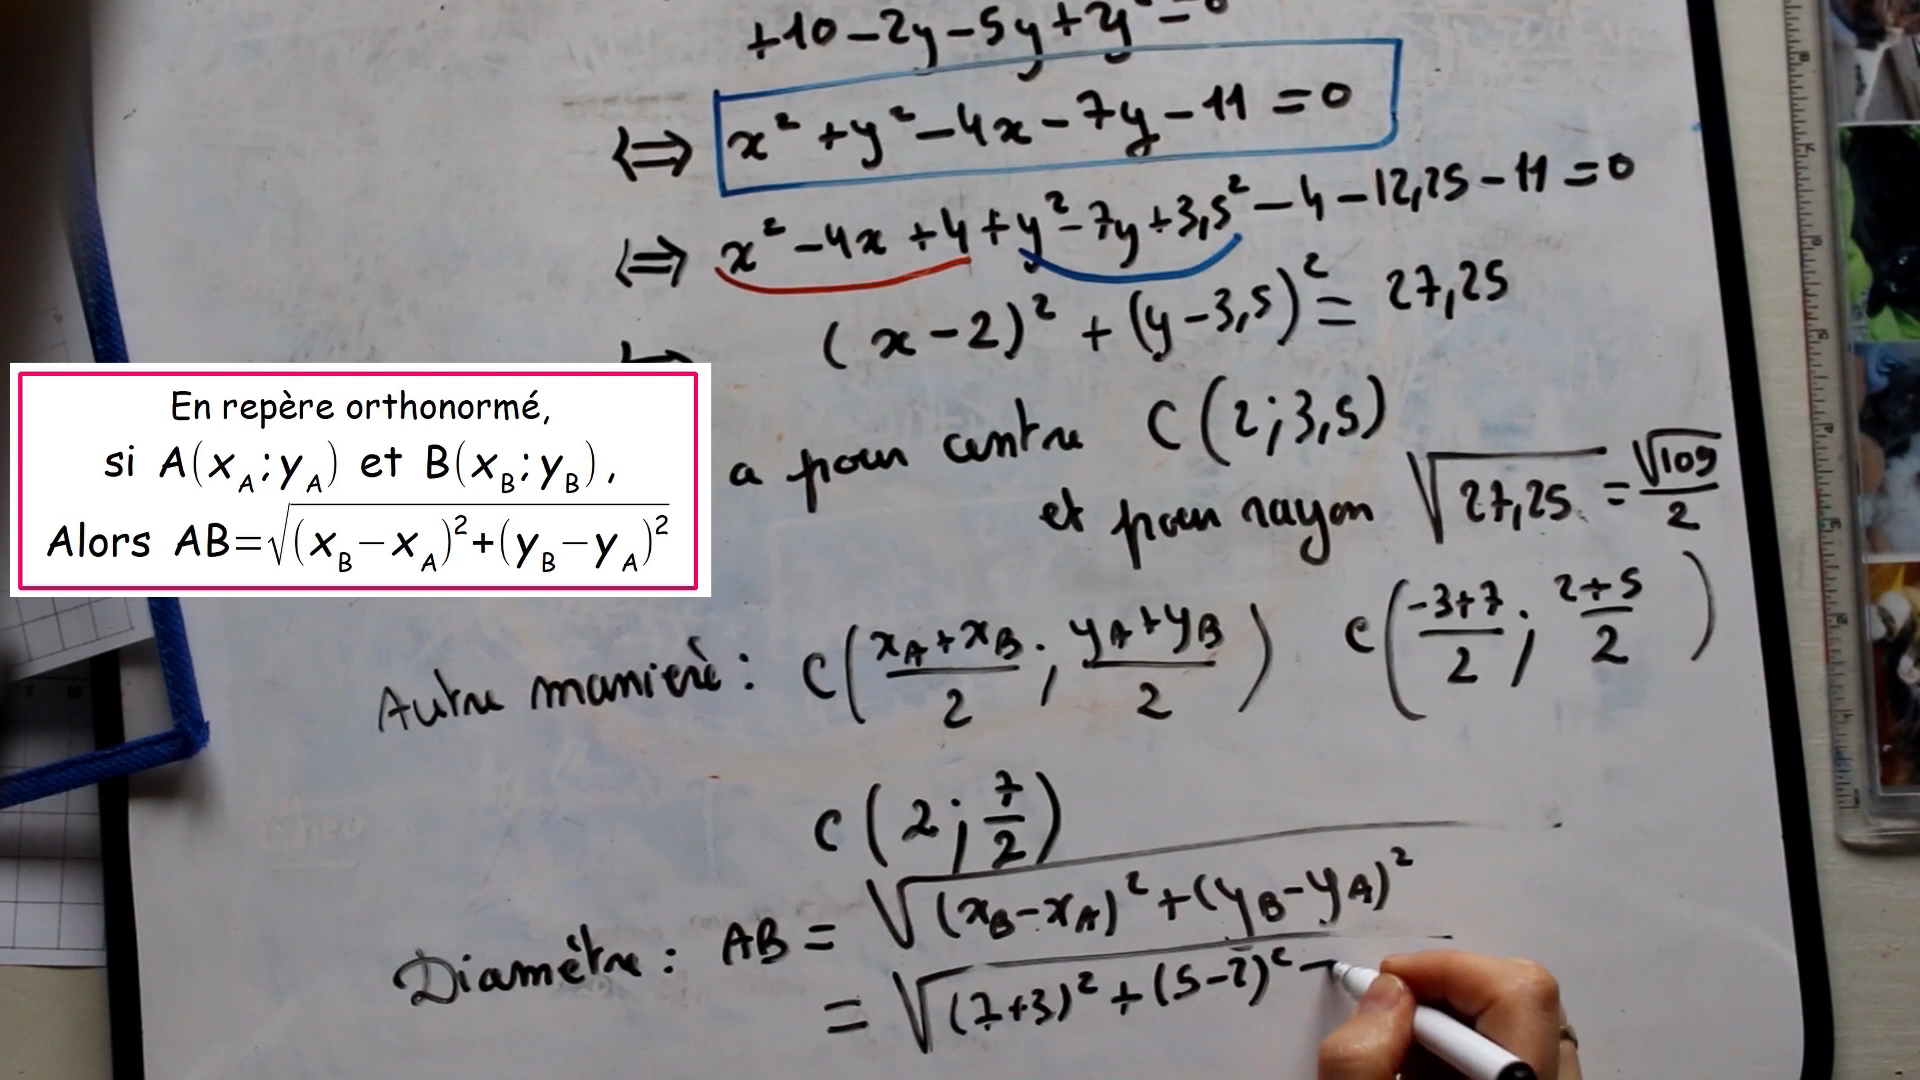 +10-2y-5y+y² = 0
⟺ x² + y² - 4x - 7y - 11 = 0
⟺ x² - 4x + 4 + y² - 7y + 3,5² - 4 - 12,25 - 11 = 0
(x-2)² + (y-3,5)² = 27,25
a pour centre C(2;3,5)
et pour rayon √27,25 = √109/2
En repère orthonormé,
si A(x_A;y_A) et B(x_B;y_B),
Alors AB=√(x_B-x_A)²+(y_B-y_A)²
Autre manière : C((x_A+x_B)/2 ; (y_A+y_B)/2) C((-3+7)/2 ; (2+5)/2)
C(2 ; 7/2)
Diamètre : AB = √(x_B-x_A)²+(y_B-y_A)²
= √(7+3)²+(5-2)²